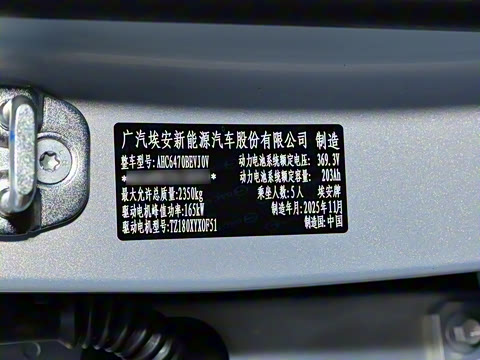 广汽埃安新能源汽车股份有限公司 制造
整车型号:AHC6470BEVJ0V 动力电池系统额定电压: 369.3V
* * 动力电池系统额定容量: 203Ah
最大允许总质量:2350kg 乘坐人数:5人 埃安牌
驱动电机峰值功率:165kW 制造年月:2025年11月
驱动电机型号:TZ180XYX0F51 制造国:中国